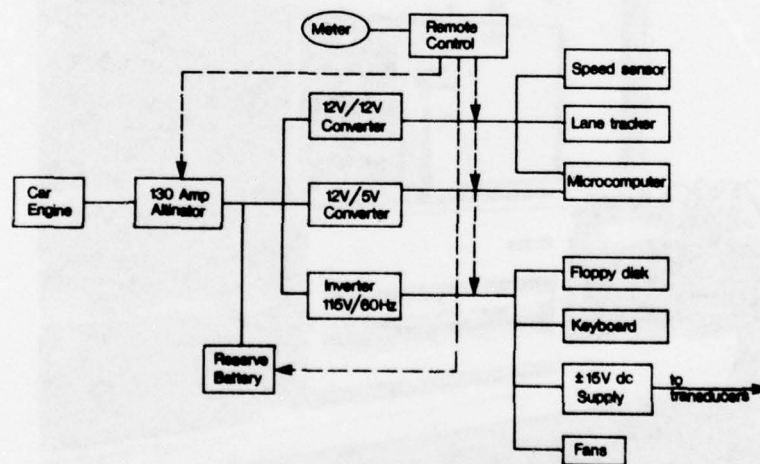 Meter
Remote
Control
12V/12V
Converter
Speed sensor
Lane tracker
Microcomputer
Car
Engine
130 Amp
Altinator
12V/5V
Converter
Inverter
115V/60Hz
Floppy disk
Keyboard
Reserve
Battery
±15V dc
Supply
to
transducers
Fans